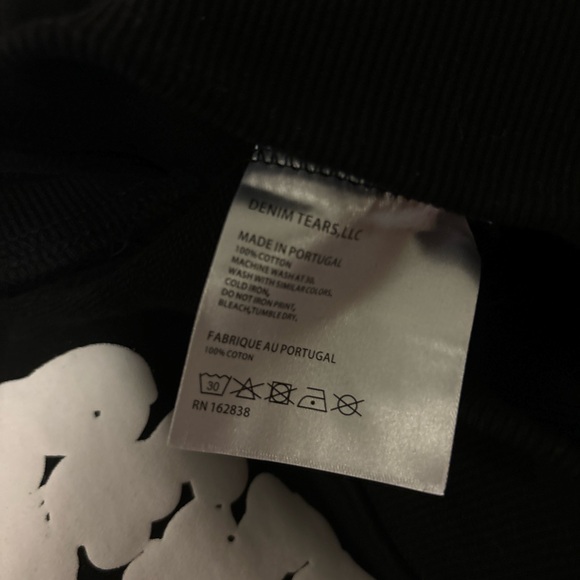 DENIM TEARS,LLC
MADE IN PORTUGAL
100%COTTON
MACHINE WASH AT 30.
WASH WITH SIMILAR COLORS,
COLD IRON,
DO NOT IRON PRINT,
BLEACH,TUMBLE DRY,
FABRIQUE AU PORTUGAL
100% COTON
30
RN 162838